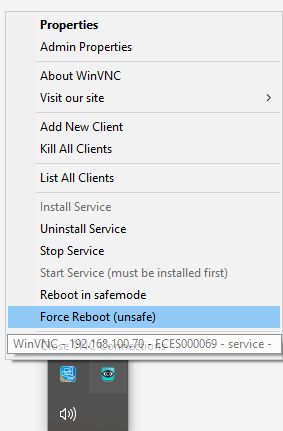 Properties
Admin Properties
About WinVNC
Visit our site
Add New Client
Kill All Clients
List All Clients
Install Service
Uninstall Service
Stop Service
Start Service (must be installed first)
Reboot in safemode
Force Reboot (unsafe)
WinVNC - 192.168.100.70 - ECES000069 - service -